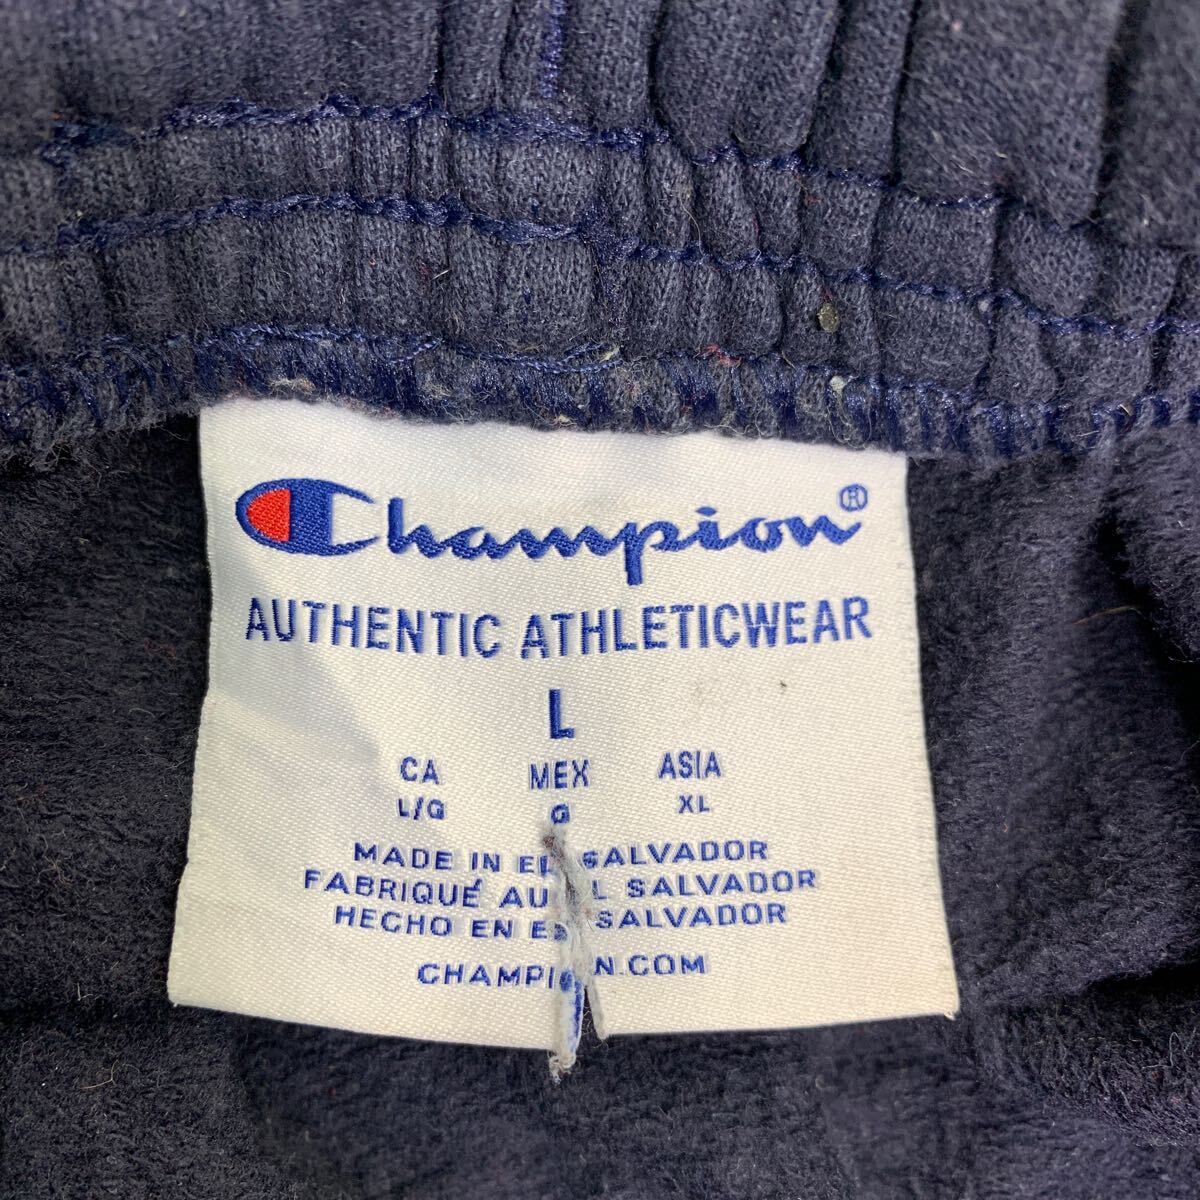 Champion®
AUTHENTIC ATHLETICWEAR
L
CA MEX ASIA
L/G G XL
MADE IN EL SALVADOR
FABRIQUÉ AU EL SALVADOR
HECHO EN EL SALVADOR
CHAMPION.COM